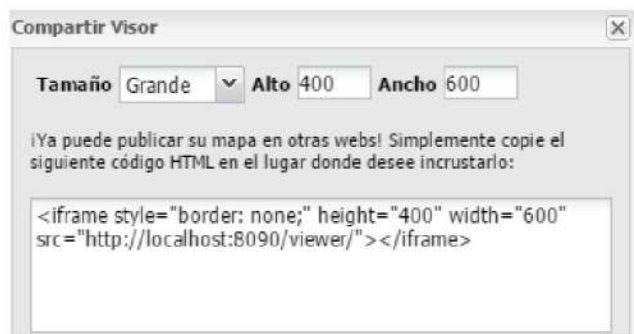 Compartir Visor
Tamaño Grande Alto 400 Ancho 600
¡Ya puede publicar su mapa en otras webs! Simplemente copie el
siguiente código HTML en el lugar donde desee incrustarlo:
<iframe style="border: none;" height="400" width="600"
src="http://localhost:8090/viewer/"></iframe>